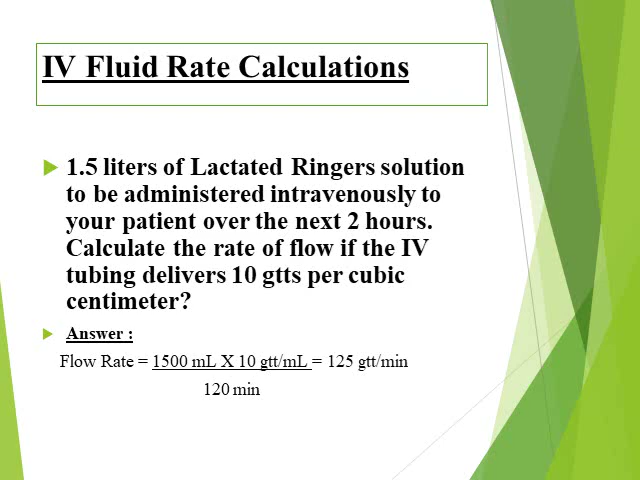 IV Fluid Rate Calculations
1.5 liters of Lactated Ringers solution
to be administered intravenously to
your patient over the next 2 hours.
Calculate the rate of flow if the IV
tubing delivers 10 gtts per cubic
centimeter?
Answer :
Flow Rate = 1500 mL X 10 gtt/mL = 125 gtt/min
120 min